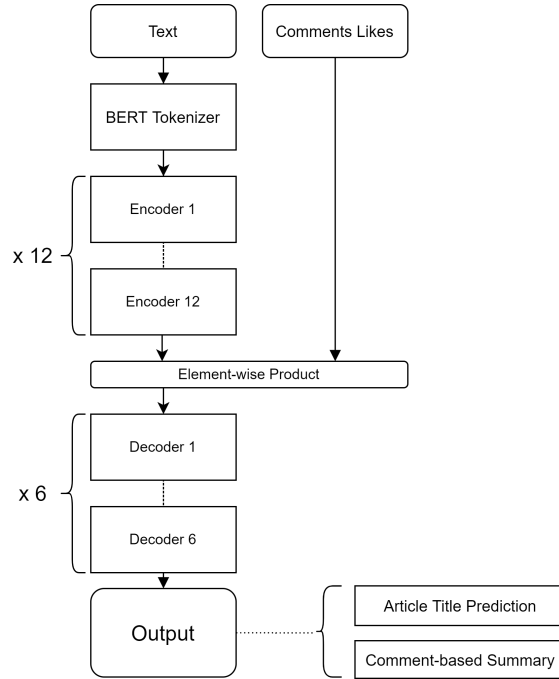 Text
Comments Likes
BERT Tokenizer
Encoder 1
x 12
Encoder 12
Element-wise Product
Decoder 1
x 6
Decoder 6
Output
Article Title Prediction
Comment-based Summary